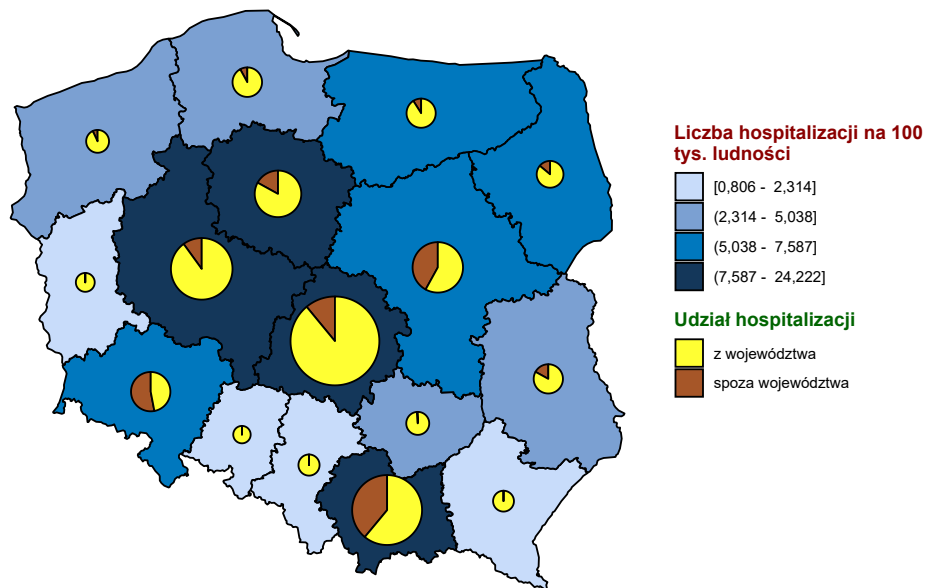 Liczba hospitalizacji na 100
tys. ludności
[0,806 - 2,314]
(2,314 - 5,038]
(5,038 - 7,587]
(7,587 - 24,222]
Udział hospitalizacji
z województwa
spoza województwa